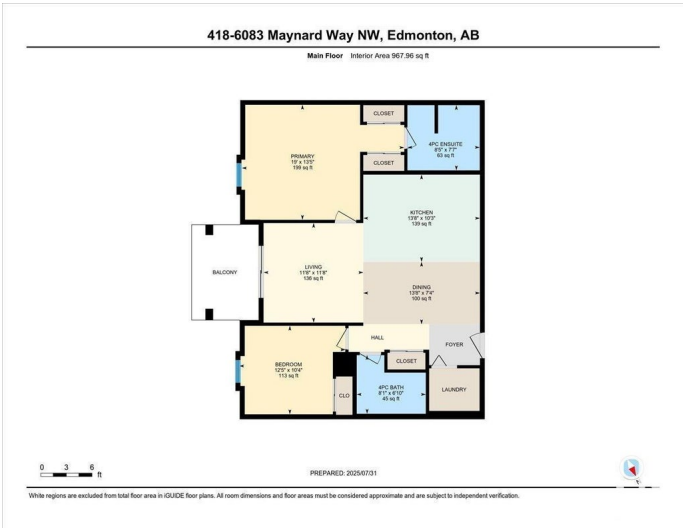 418-6083 Maynard Way NW, Edmonton, AB
Main Floor Interior Area 967.96 sq ft
CLOSET
4PC ENSUITE
8'5" x 7'7"
63 sq ft
PRIMARY
19' x 13'5"
199 sq ft
CLOSET
KITCHEN
13'8" x 10'3"
139 sq ft
BALCONY
LIVING
11'8" x 11'8"
136 sq ft
DINING
13'8" x 7'4"
100 sq ft
HALL
FOYER
BEDROOM
12'5" x 10'4"
113 sq ft
CLOSET
CLO
4PC BATH
8'1" x 6'10"
45 sq ft
LAUNDRY
0 3 6
ft
PREPARED: 2025/07/31
White regions are excluded from total floor area in iGUIDE floor plans. All room dimensions and floor areas must be considered approximate and are subject to independent verification.